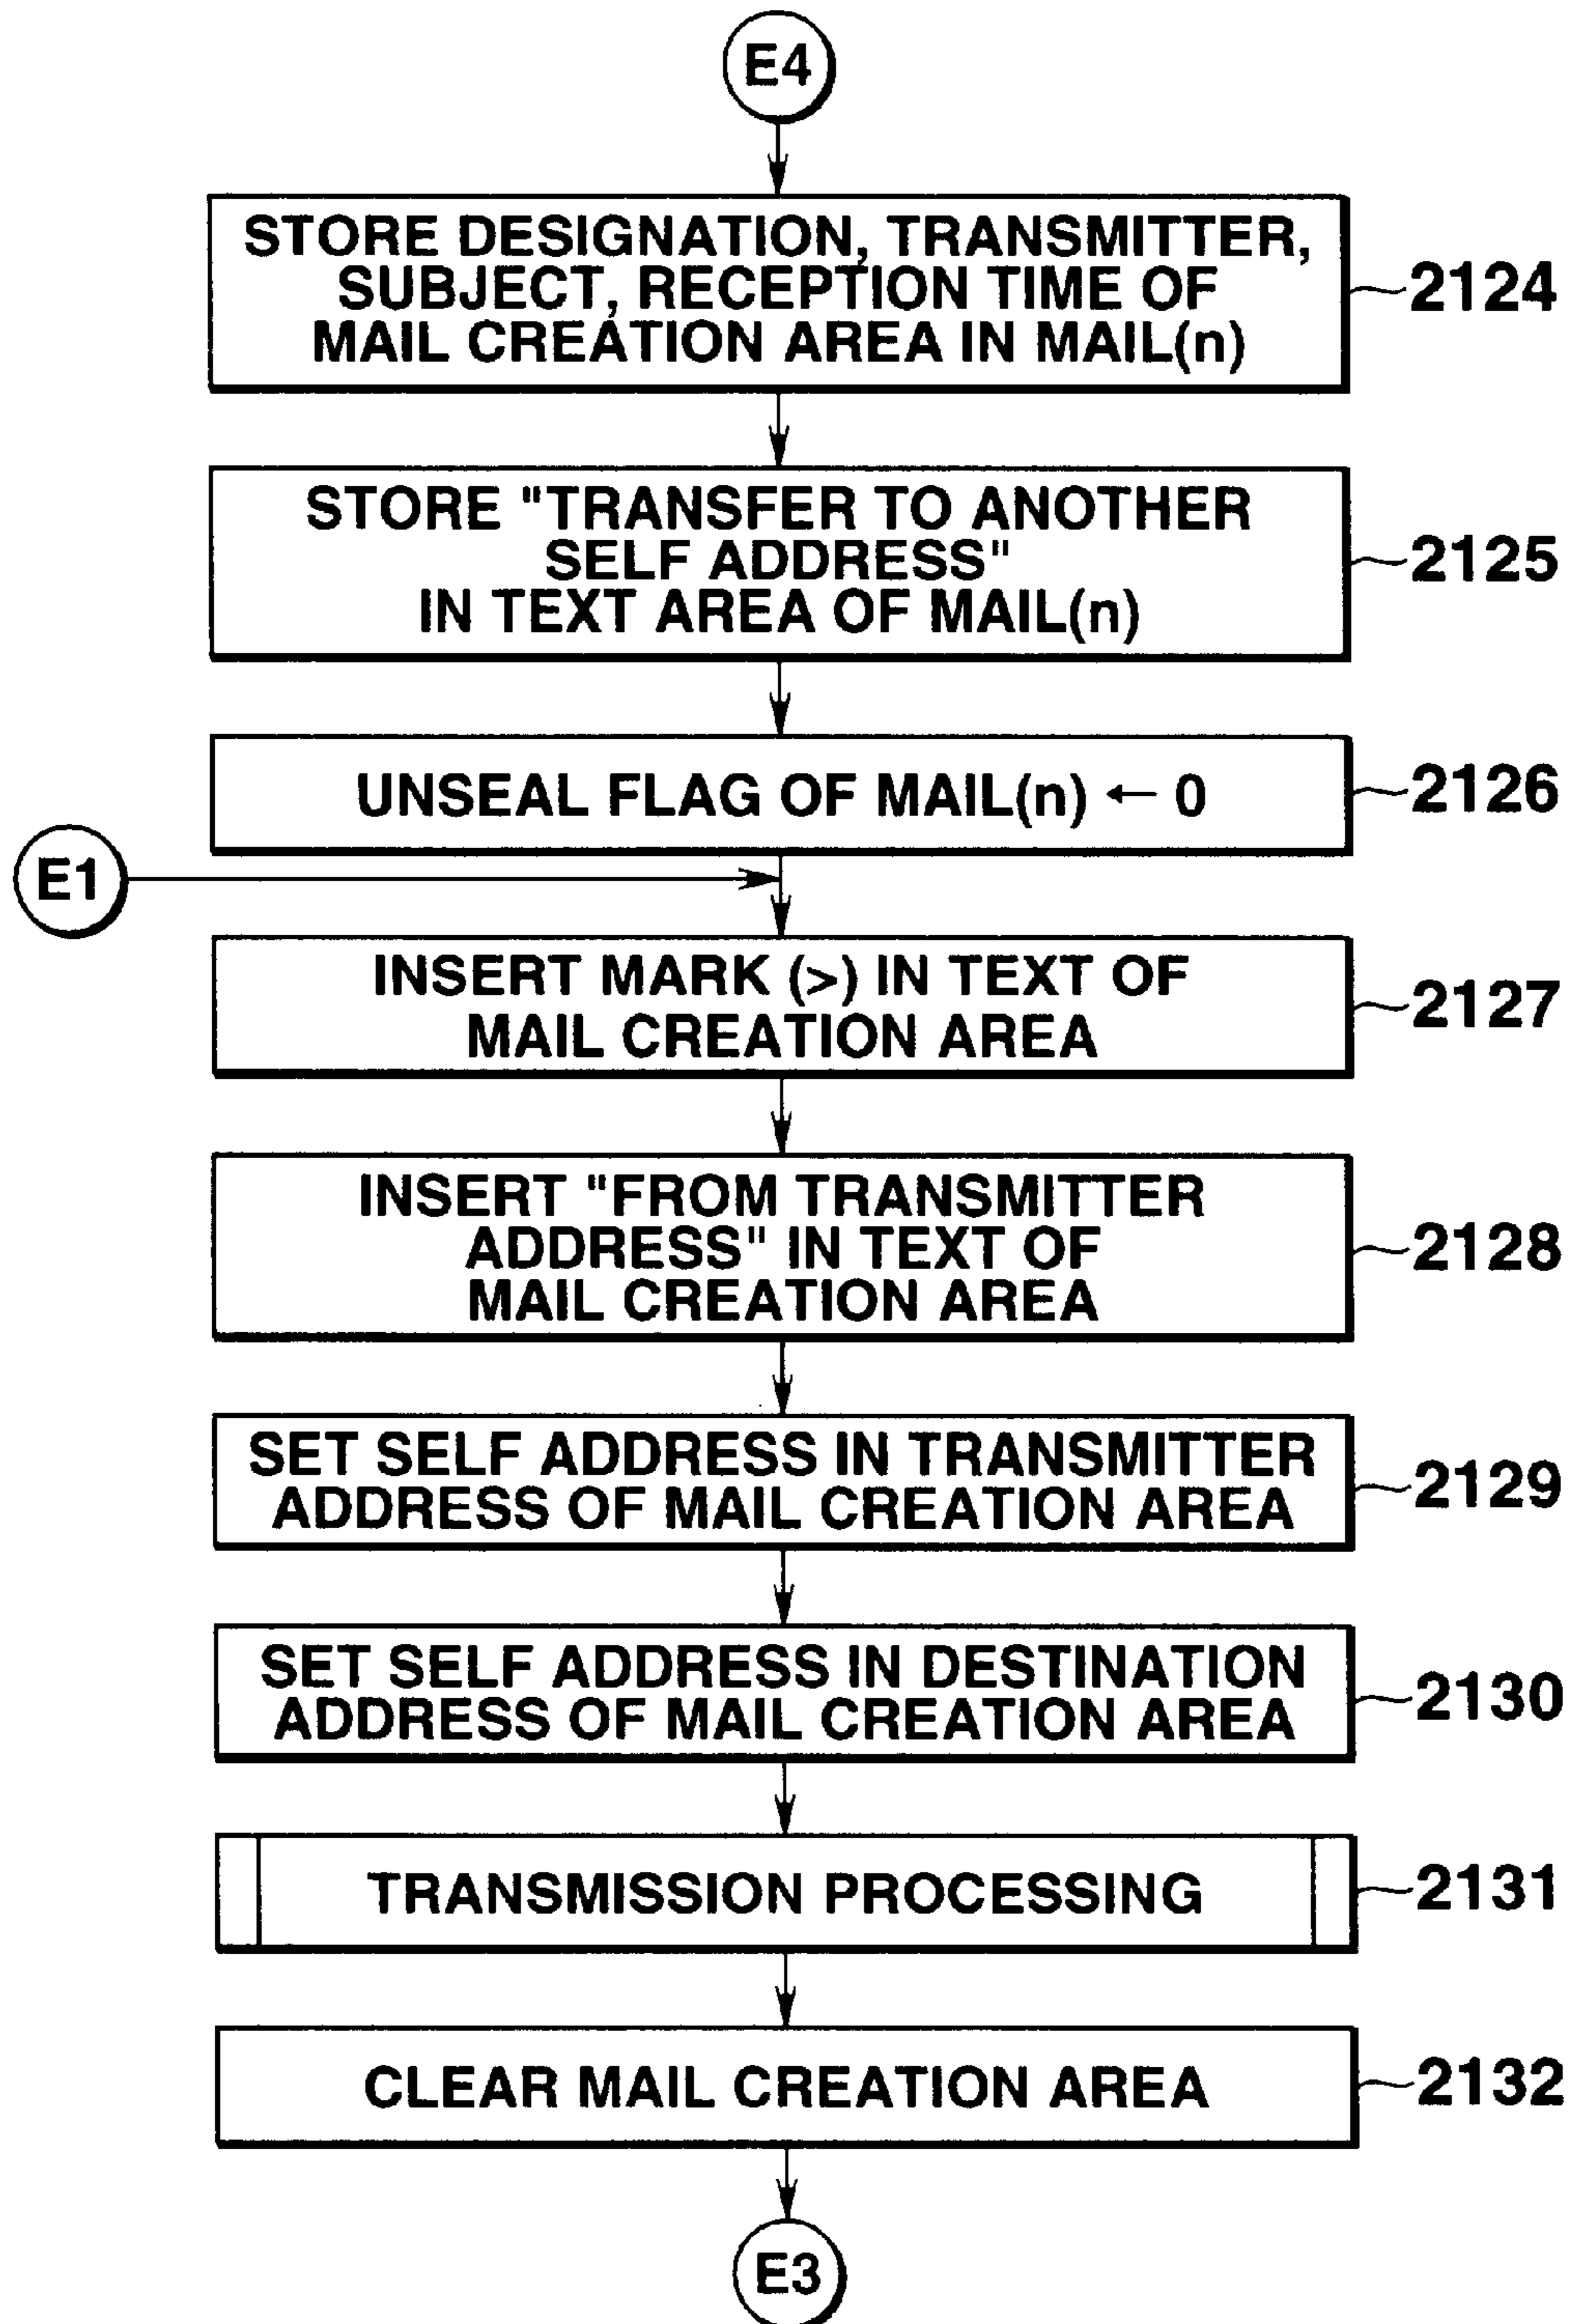 E4
STORE DESIGNATION, TRANSMITTER,
SUBJECT, RECEPTION TIME OF
MAIL CREATION AREA IN MAIL(n)
2124
STORE "TRANSFER TO ANOTHER
SELF ADDRESS"
IN TEXT AREA OF MAIL(n)
2125
UNSEAL FLAG OF MAIL(n) ← 0
2126
E1
INSERT MARK (>) IN TEXT OF
MAIL CREATION AREA
2127
INSERT "FROM TRANSMITTER
ADDRESS" IN TEXT OF
MAIL CREATION AREA
2128
SET SELF ADDRESS IN TRANSMITTER
ADDRESS OF MAIL CREATION AREA
2129
SET SELF ADDRESS IN DESTINATION
ADDRESS OF MAIL CREATION AREA
2130
TRANSMISSION PROCESSING
2131
CLEAR MAIL CREATION AREA
2132
E3